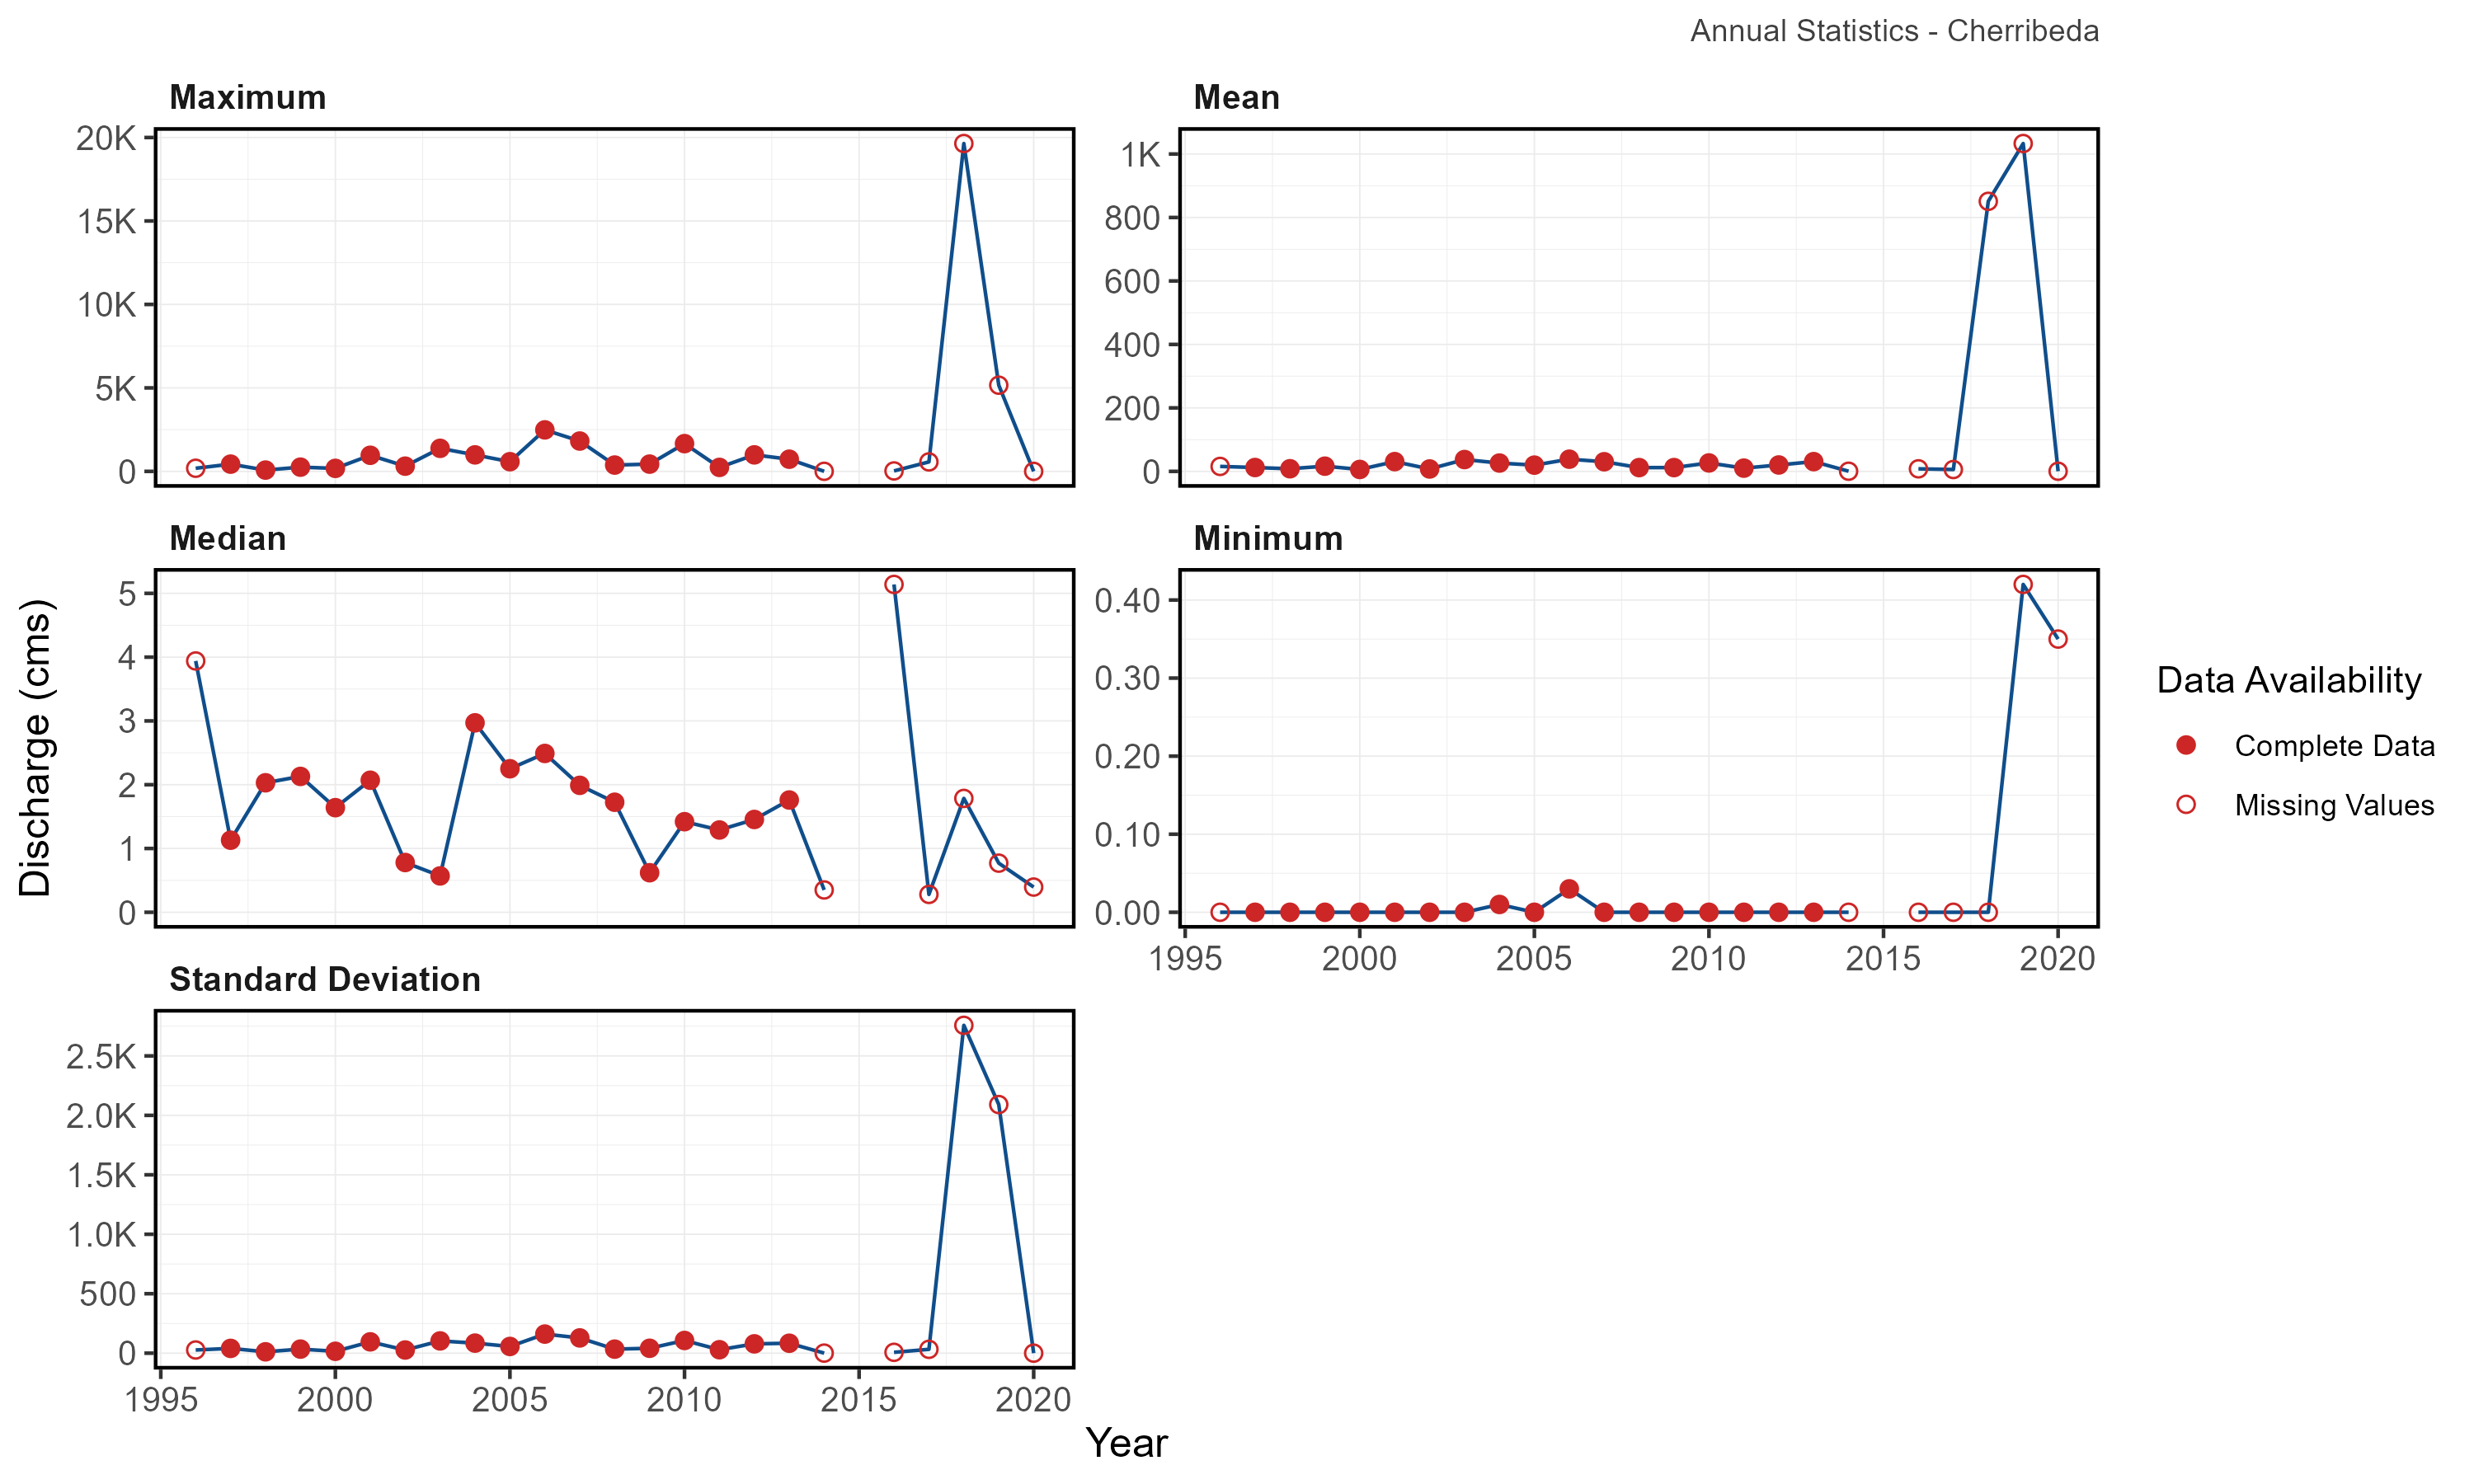 Annual Statistics - Cherribeda
Maximum
20K
15K
10K
5K
0
Mean
1K
800
600
400
200
0
Discharge (cms)
Median
5
4
3
2
1
0
Minimum
0.40
0.30
0.20
0.10
0.00
1995 2000 2005 2010 2015 2020
Data Availability
Complete Data
Missing Values
Standard Deviation
2.5K
2.0K
1.5K
1.0K
500
0
1995 2000 2005 2010 2015 2020
Year